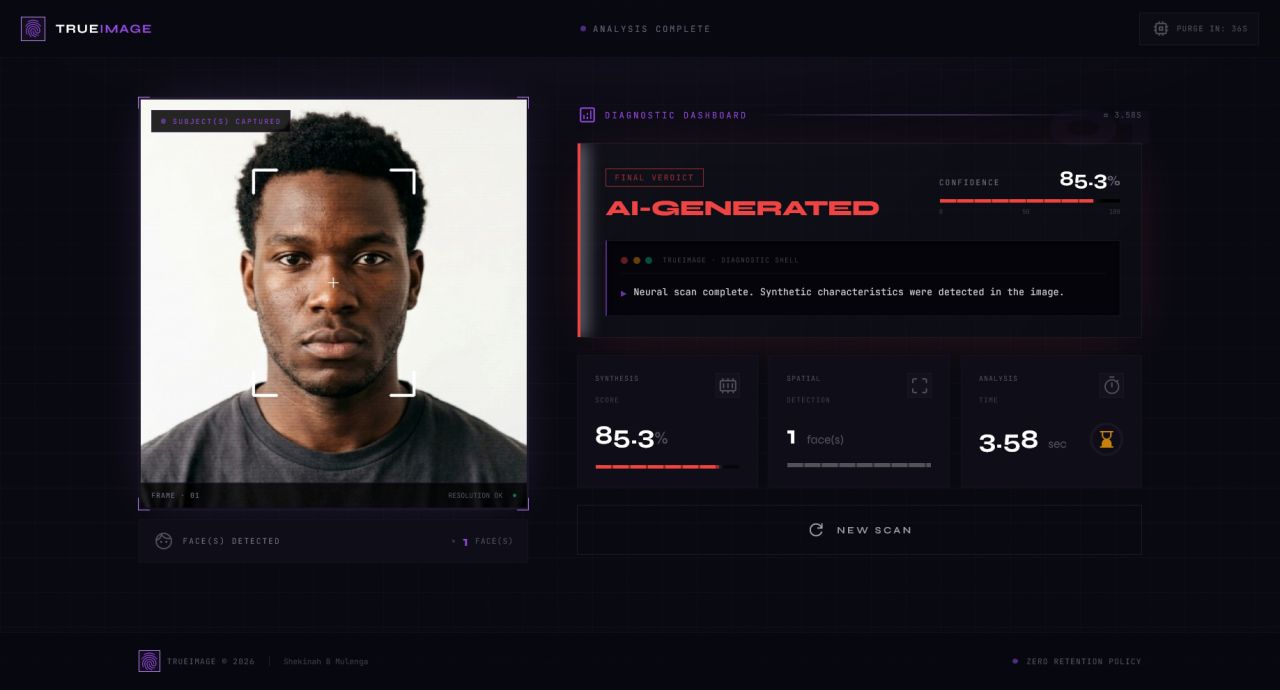 TRUEIMAGE
ANALYSIS COMPLETE
PURGE IN: 36S
SUBJECT(S) CAPTURED
FRAME · 01
RESOLUTION OK
FACE(S) DETECTED
× 1 FACE(S)
DIAGNOSTIC DASHBOARD
= 3.58S
FINAL VERDICT
AI-GENERATED
CONFIDENCE
85.3%
0 50 100
TRUEIMAGE · DIAGNOSTIC SHELL
▶ Neural scan complete. Synthetic characteristics were detected in the image.
SYNTHESIS
SCORE
85.3%
SPATIAL
DETECTION
1 face(s)
ANALYSIS
TIME
3.58 sec
NEW SCAN
TRUEIMAGE © 2026
Shekinah B Mulenga
ZERO RETENTION POLICY